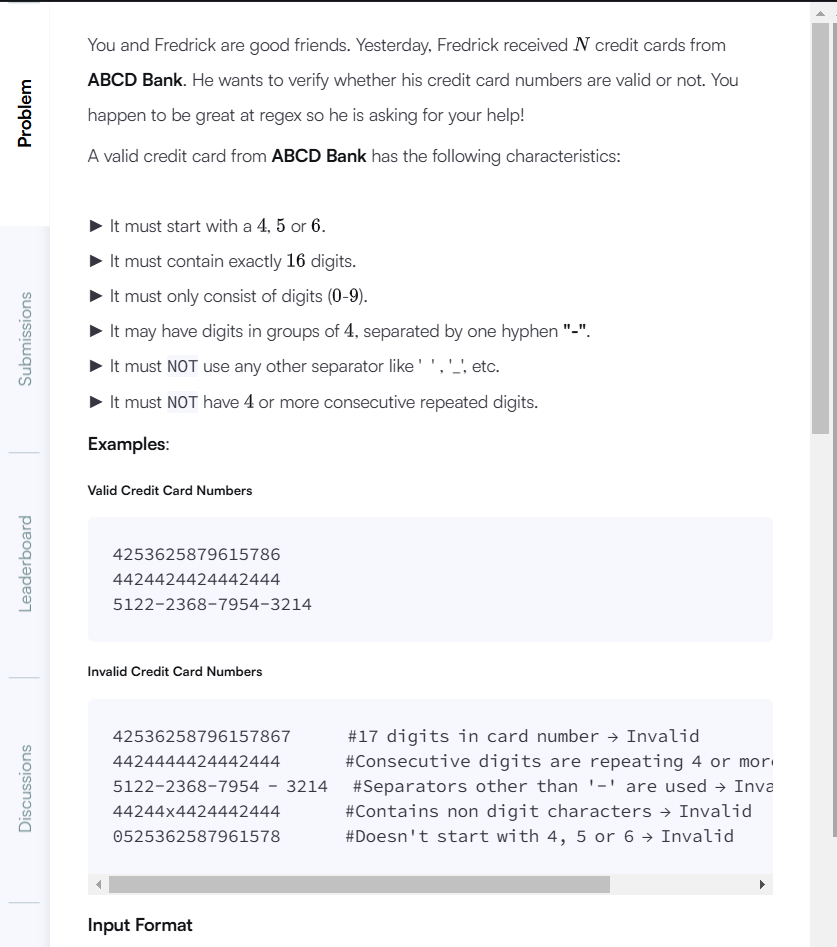 Problem
Submissions
Leaderboard
Discussions
You and Fredrick are good friends. Yesterday, Fredrick received N credit cards from
ABCD Bank. He wants to verify whether his credit card numbers are valid or not. You
happen to be great at regex so he is asking for your help!
A valid credit card from ABCD Bank has the following characteristics:
► It must start with a 4, 5 or 6.
► It must contain exactly 16 digits.
► It must only consist of digits (0-9).
► It may have digits in groups of 4, separated by one hyphen "-".
► It must NOT use any other separator like ' ' , '_', etc.
► It must NOT have 4 or more consecutive repeated digits.
Examples:
Valid Credit Card Numbers
4253625879615786
4424424424442444
5122-2368-7954-3214
Invalid Credit Card Numbers
42536258796157867 #17 digits in card number → Invalid
4424444424442444 #Consecutive digits are repeating 4 or more
5122-2368-7954 - 3214 #Separators other than '-' are used → Inva
44244x4424442444 #Contains non digit characters → Invalid
0525362587961578 #Doesn't start with 4, 5 or 6 → Invalid
Input Format